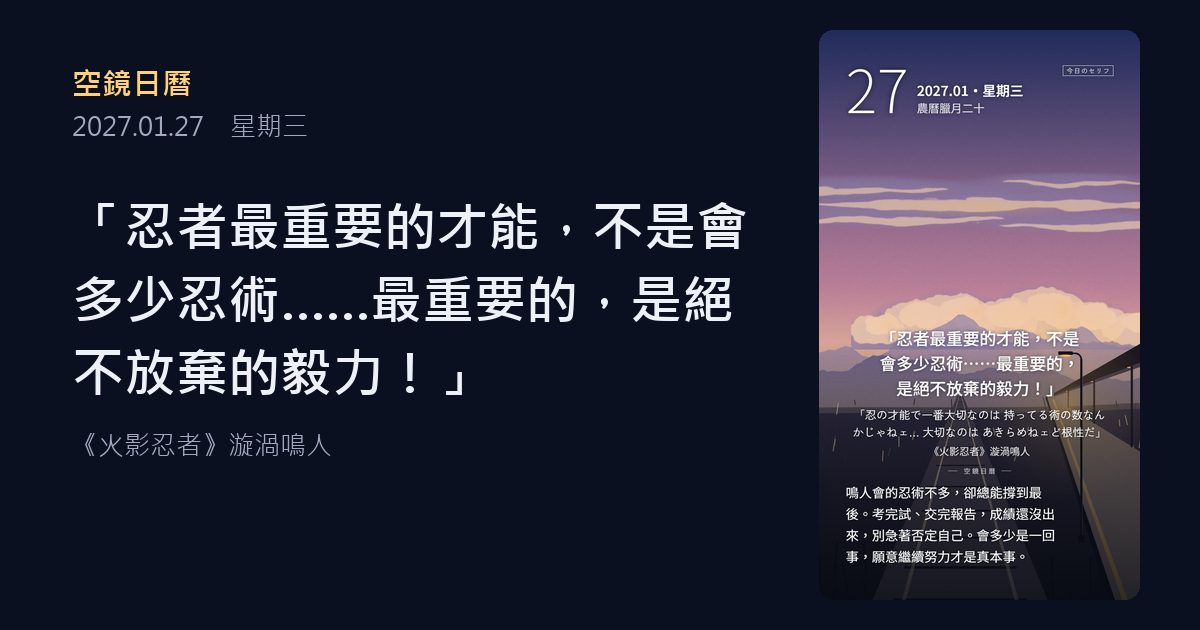 空鏡日曆
2027.01.27 星期三
「忍者最重要的才能，不是會
多少忍術……最重要的，是絕
不放棄的毅力！」
《火影忍者》漩渦鳴人
27
2027.01・星期三
農曆臘月二十
今日のセリフ
「忍者最重要的才能，不是
會多少忍術……最重要的，
是絕不放棄的毅力！」
「忍の才能で一番大切なのは 持ってる術の数なん
かじゃねェ… 大切なのは あきらめねェど根性だ」
《火影忍者》漩渦鳴人
— 空鏡日曆 —
鳴人會的忍術不多，卻總能撐到最
後。考完試、交完報告，成績還沒出
來，別急著否定自己。會多少是一回
事，願意繼續努力才是真本事。